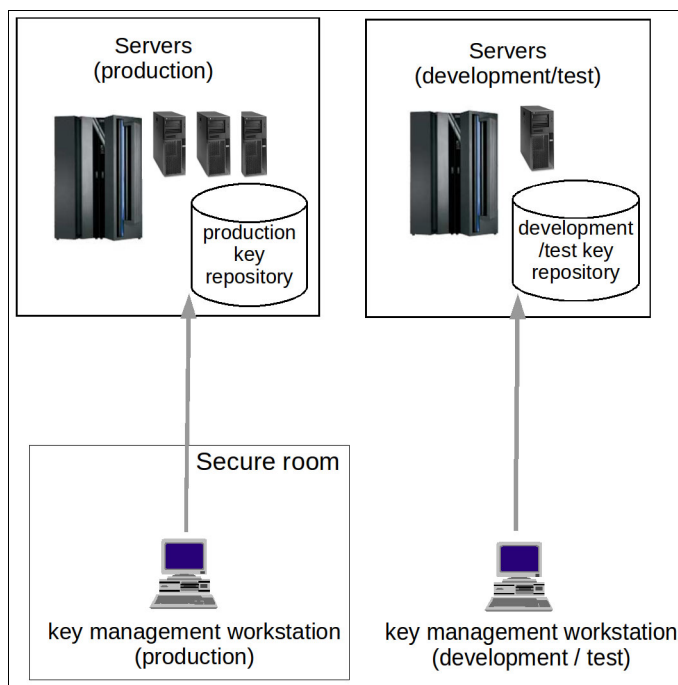 Servers
(production)
production
key
repository
Servers
(development/test)
development
/test key
repository
Secure room
key management workstation
(production)
key management workstation
(development / test)